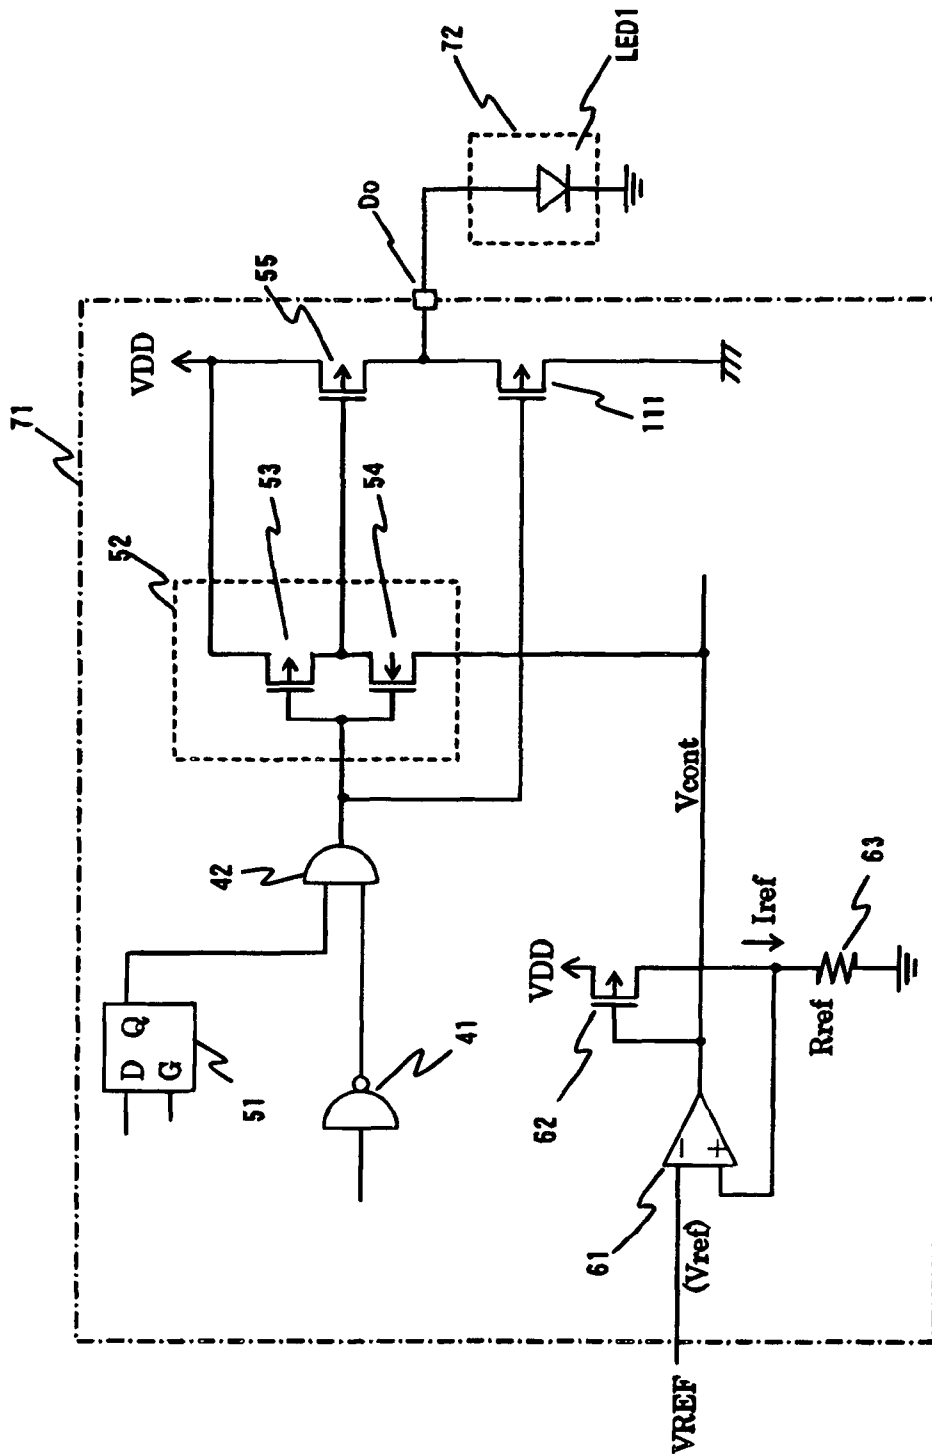 71
VDD
55
Do
72
LED1
52
53
54
111
42
D Q
G
51
41
VDD
62
Vcont
Iref
63
Rref
61
−
+
(Vref)
VREF